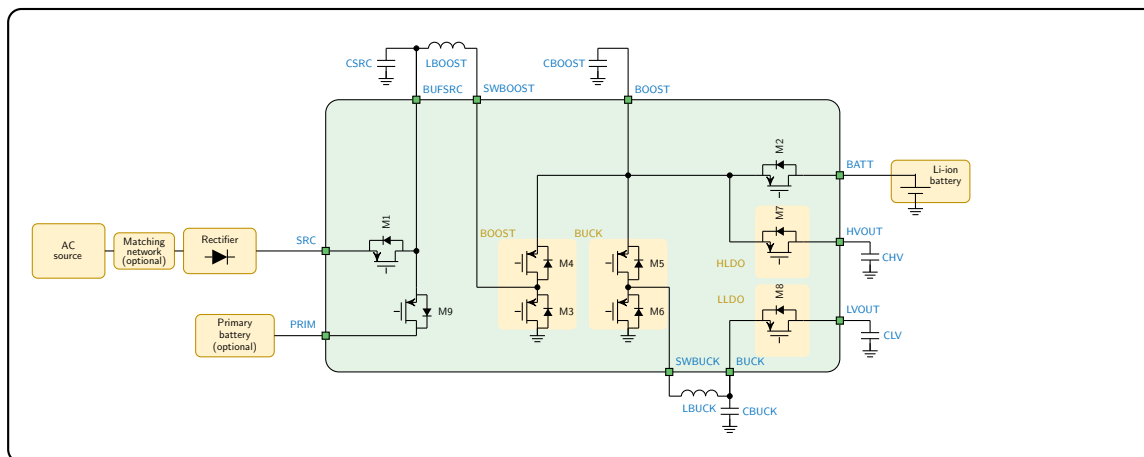 CSRC
LBOOST
CBOOST
BUFSRC
SWBOOST
BOOST
M2
BATT
Li-ion
battery
M1
M7
AC
source
Matching
network
(optional)
Rectifier
SRC
BOOST
BUCK
HVOUT
M4
M5
HLDO
CHV
M8
LLDO
Primary
battery
(optional)
PRIM
M9
M3
M6
LVOUT
CLV
SWBUCK
BUCK
LBUCK
CBUCK